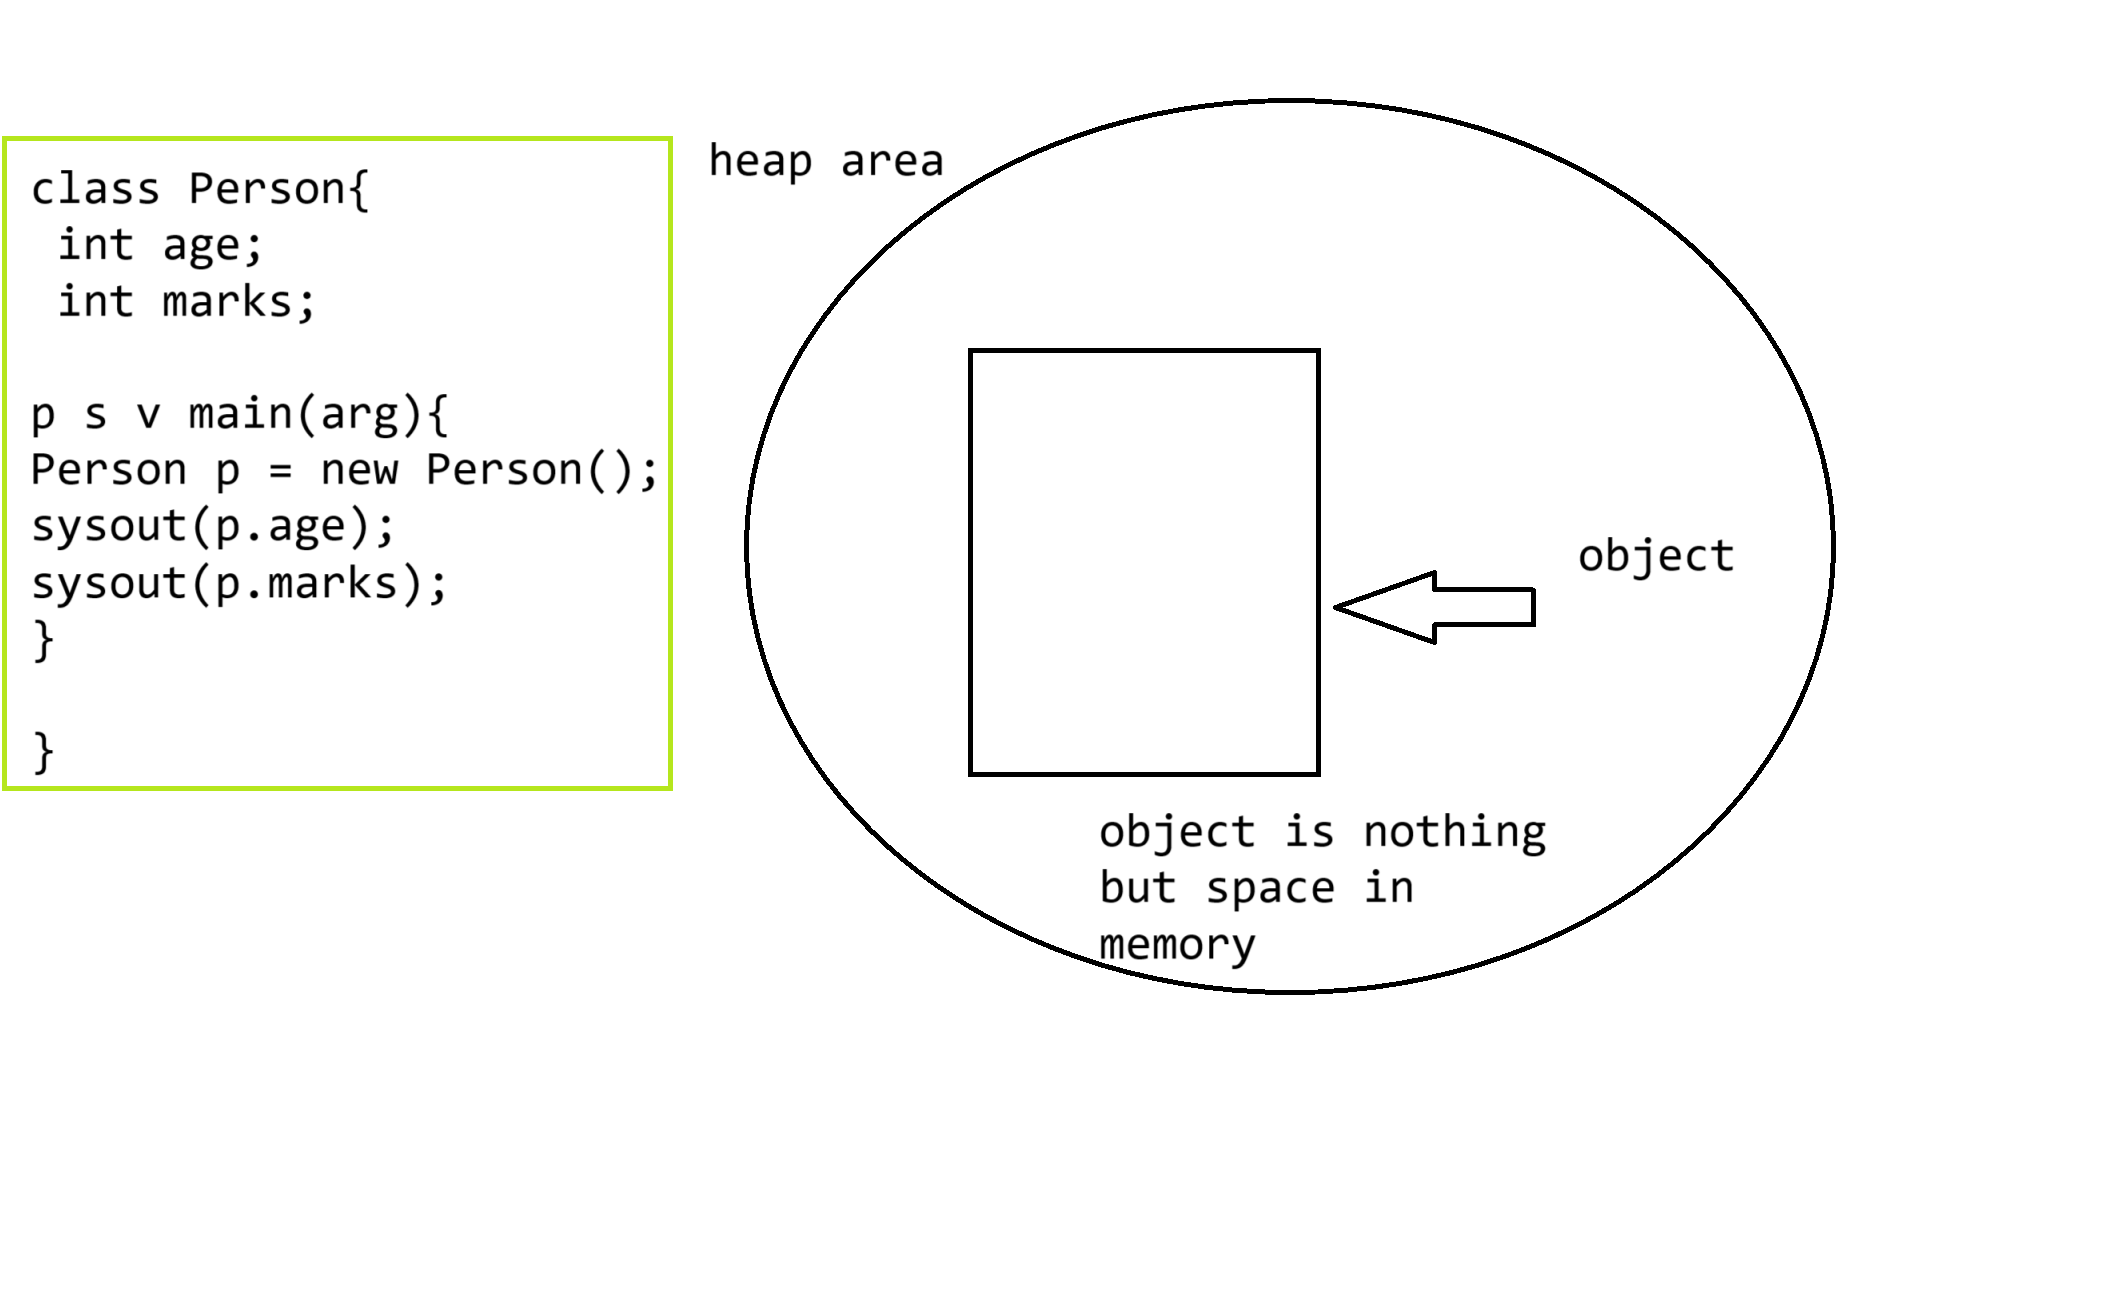 class Person{
 int age;
 int marks;
p s v main(arg){
Person p = new Person();
sysout(p.age);
sysout(p.marks);
}
}
heap area
object
object is nothing
but space in
memory